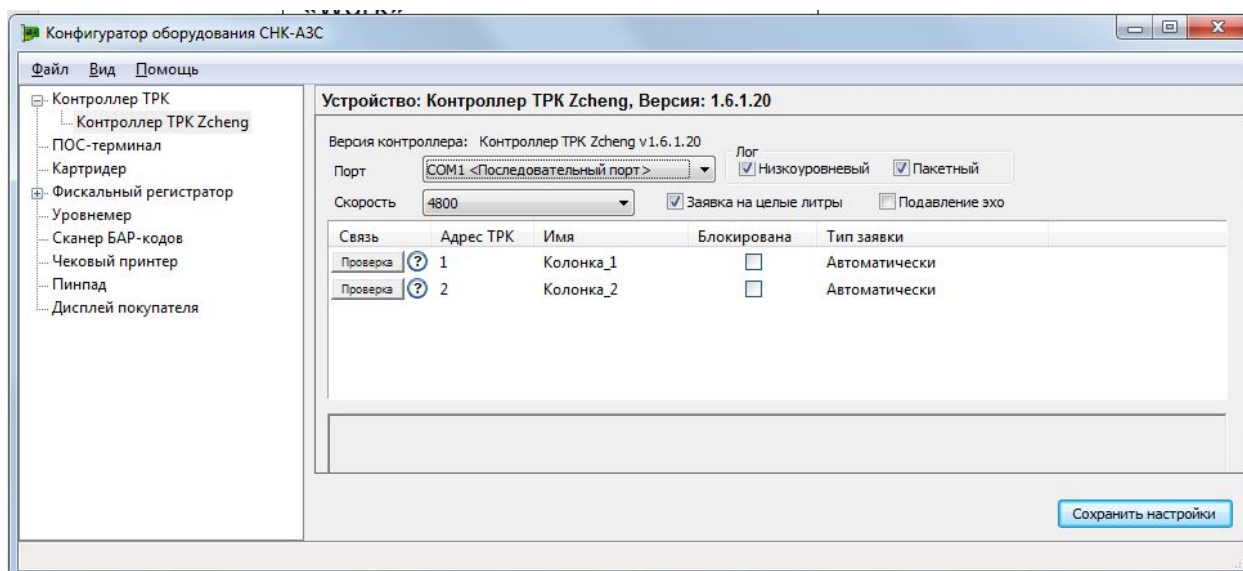 Конфигуратор оборудования СНК-АЗС
Файл Вид Помощь
Контроллер ТРК
Контроллер ТРК Zcheng
ПОС-терминал
Картридер
Фискальный регистратор
Уровнемер
Сканер БАР-кодов
Чековый принтер
Пинпад
Дисплей покупателя
Устройство: Контроллер ТРК Zcheng, Версия: 1.6.1.20
Версия контроллера: Контроллер ТРК Zcheng v1.6.1.20
Лог
Порт COM1 <Последовательный порт> Низкоуровневый Пакетный
Скорость 4800 Заявка на целые литры Подавление эхо
Связь Адрес ТРК Имя Блокирована Тип заявки
Проверка ? 1 Колонка_1 Автоматически
Проверка ? 2 Колонка_2 Автоматически
Сохранить настройки